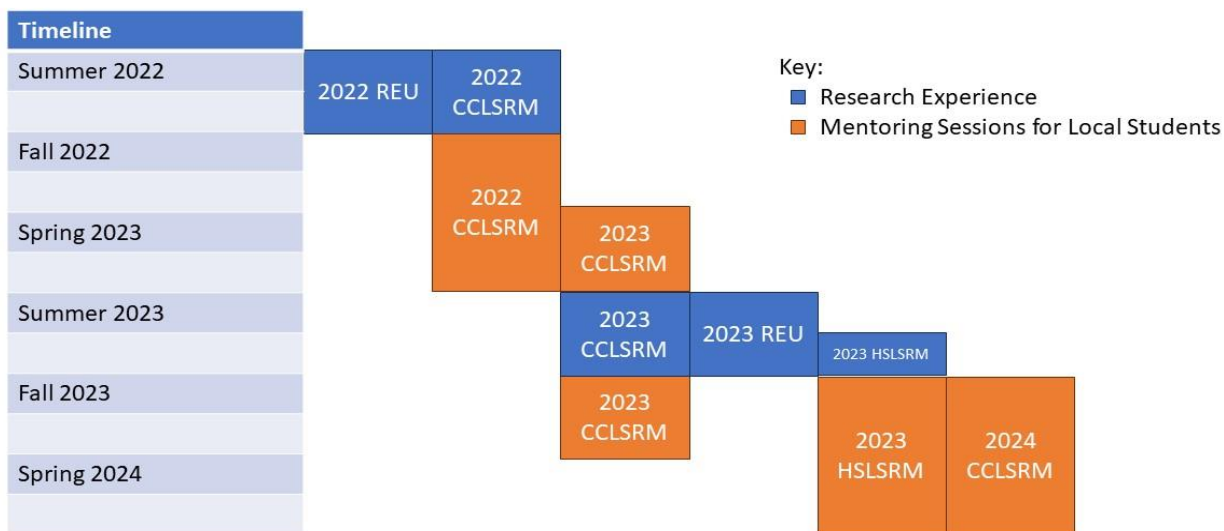 Timeline
Summer 2022
2022 REU
2022
CCLSRM
Key:
Research Experience
Mentoring Sessions for Local Students
Fall 2022
2022
CCLSRM
Spring 2023
2023
CCLSRM
Summer 2023
2023
CCLSRM
2023 REU
2023 HSLSRM
Fall 2023
2023
CCLSRM
2023
HSLSRM
2024
CCLSRM
Spring 2024